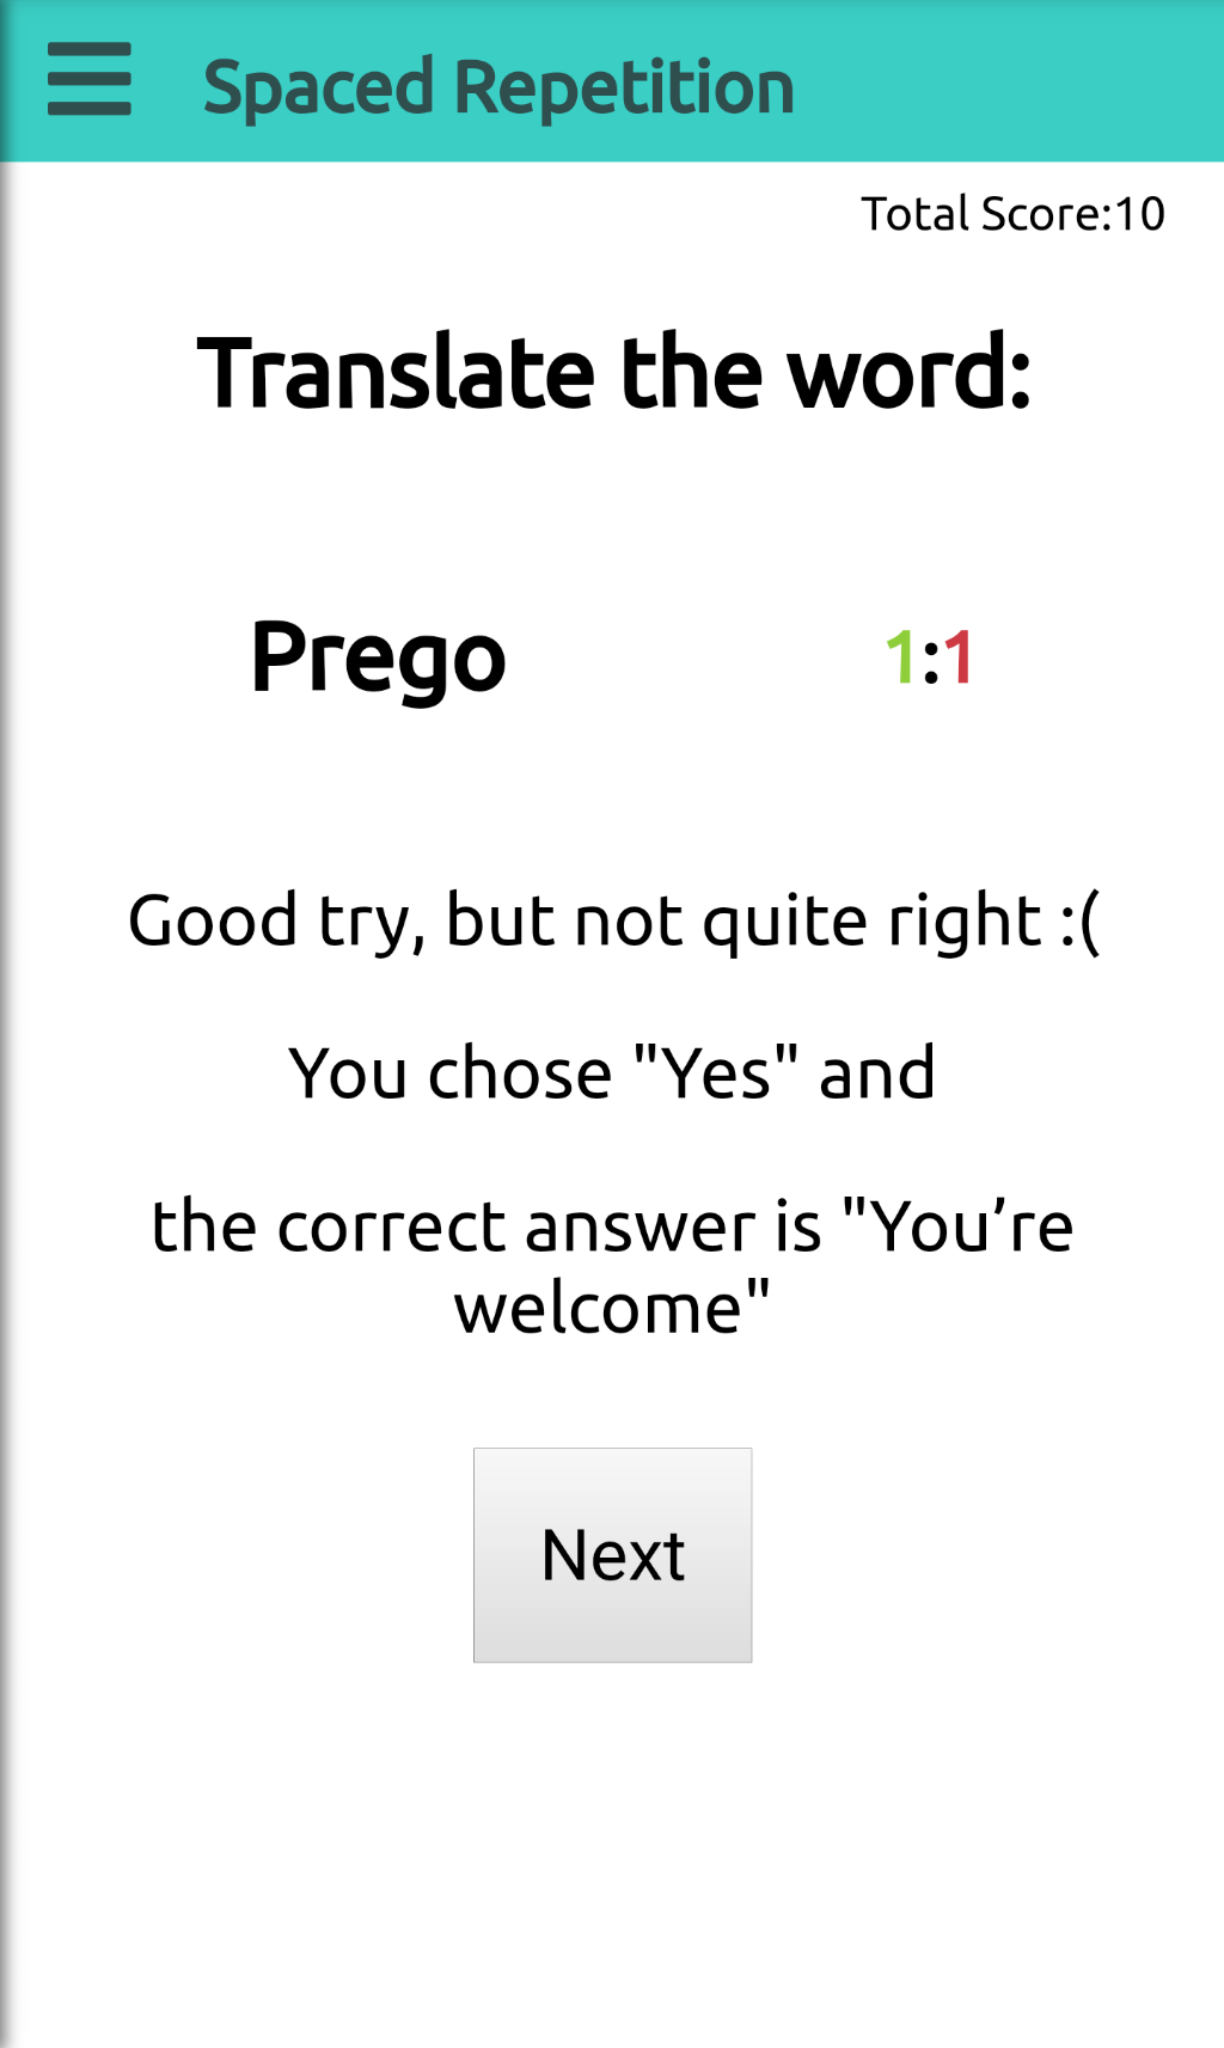 Spaced Repetition
Total Score:10
Translate the word:
Prego
1:1
Good try, but not quite right :(
You chose "Yes" and
the correct answer is "You’re
welcome"
Next